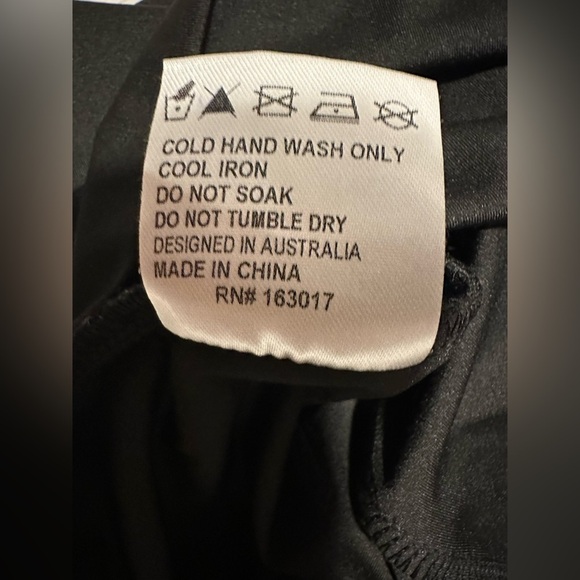 COLD HAND WASH ONLY
COOL IRON
DO NOT SOAK
DO NOT TUMBLE DRY
DESIGNED IN AUSTRALIA
MADE IN CHINA
RN# 163017